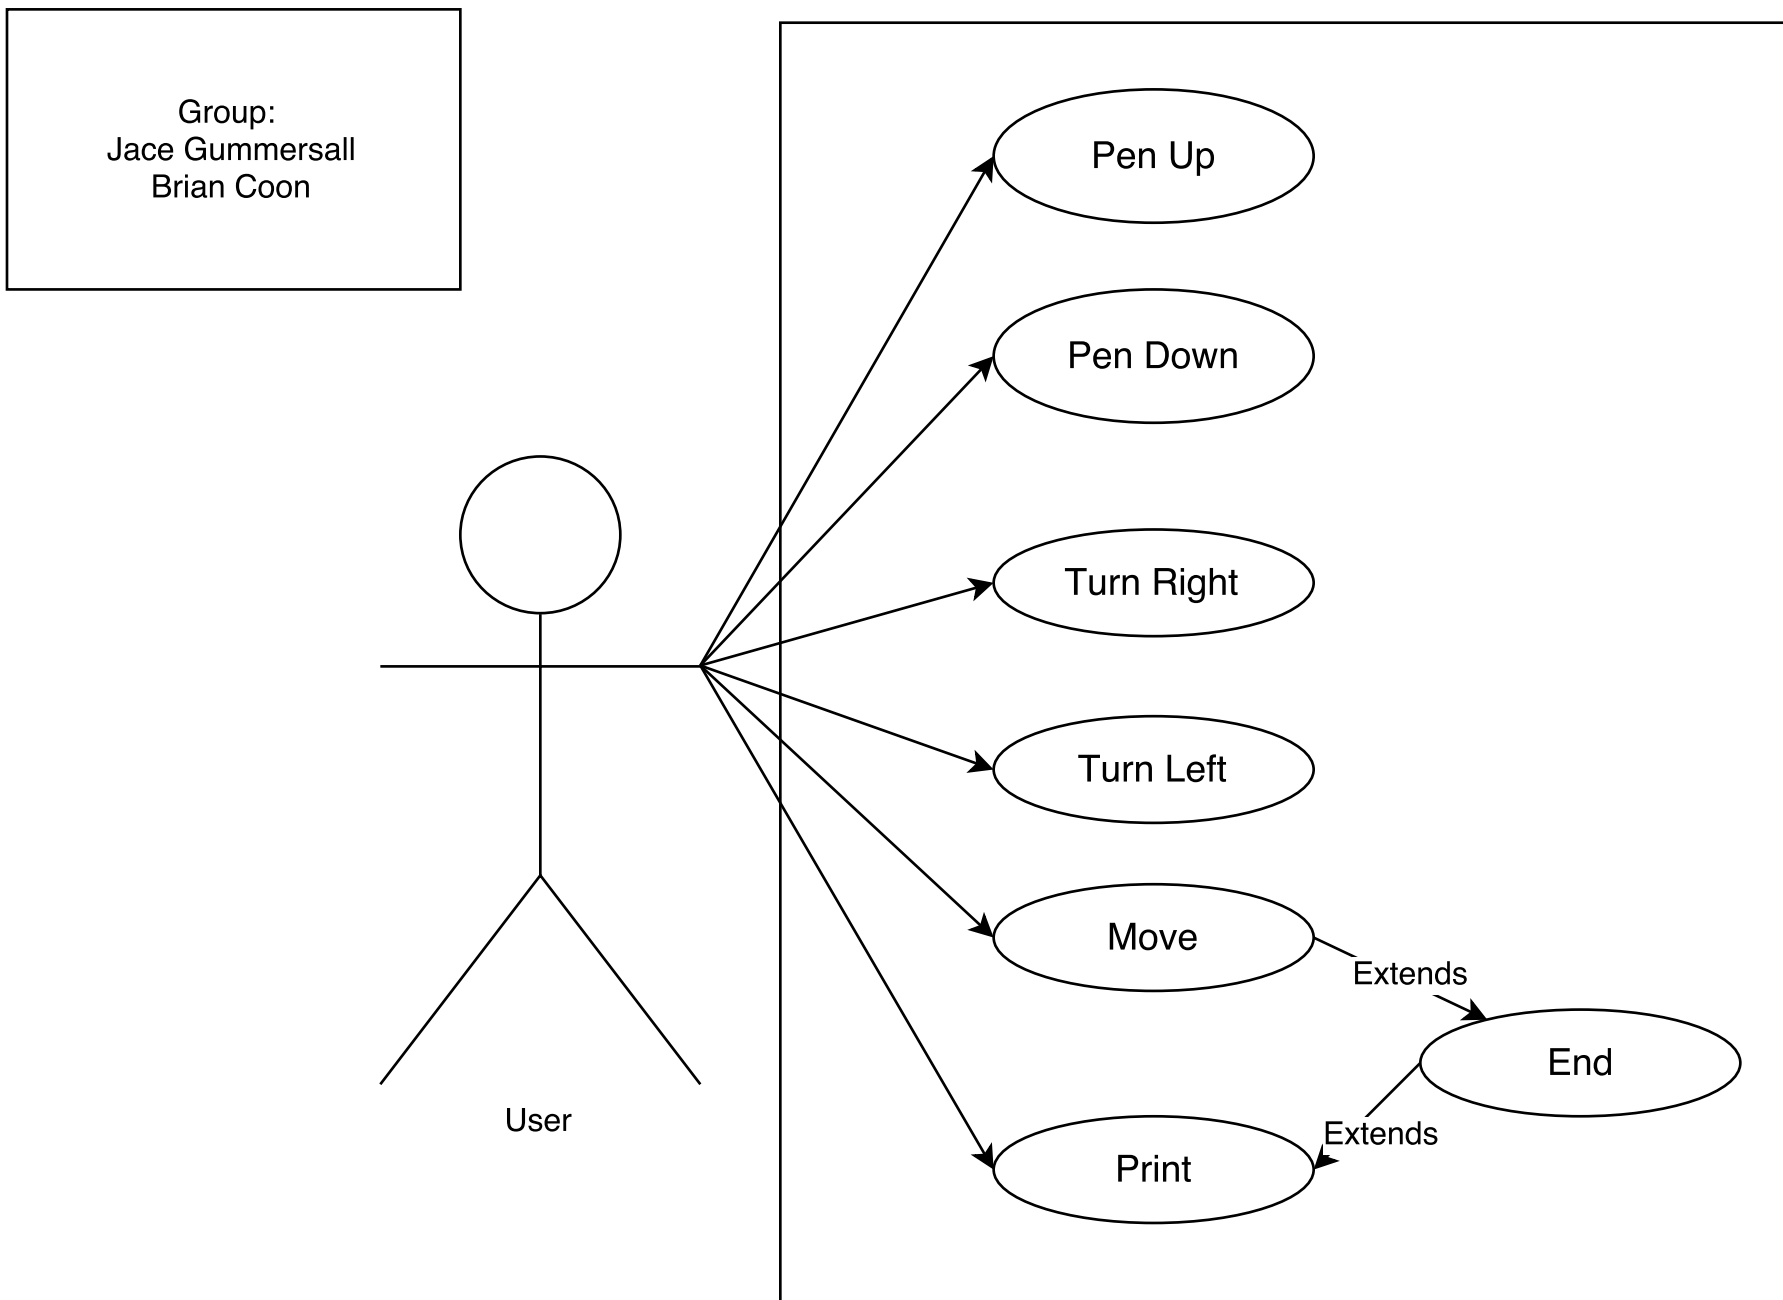 Group:
Jace Gummersall
Brian Coon
Pen Up
Pen Down
Turn Right
Turn Left
Move
Extends
End
Extends
Print
User